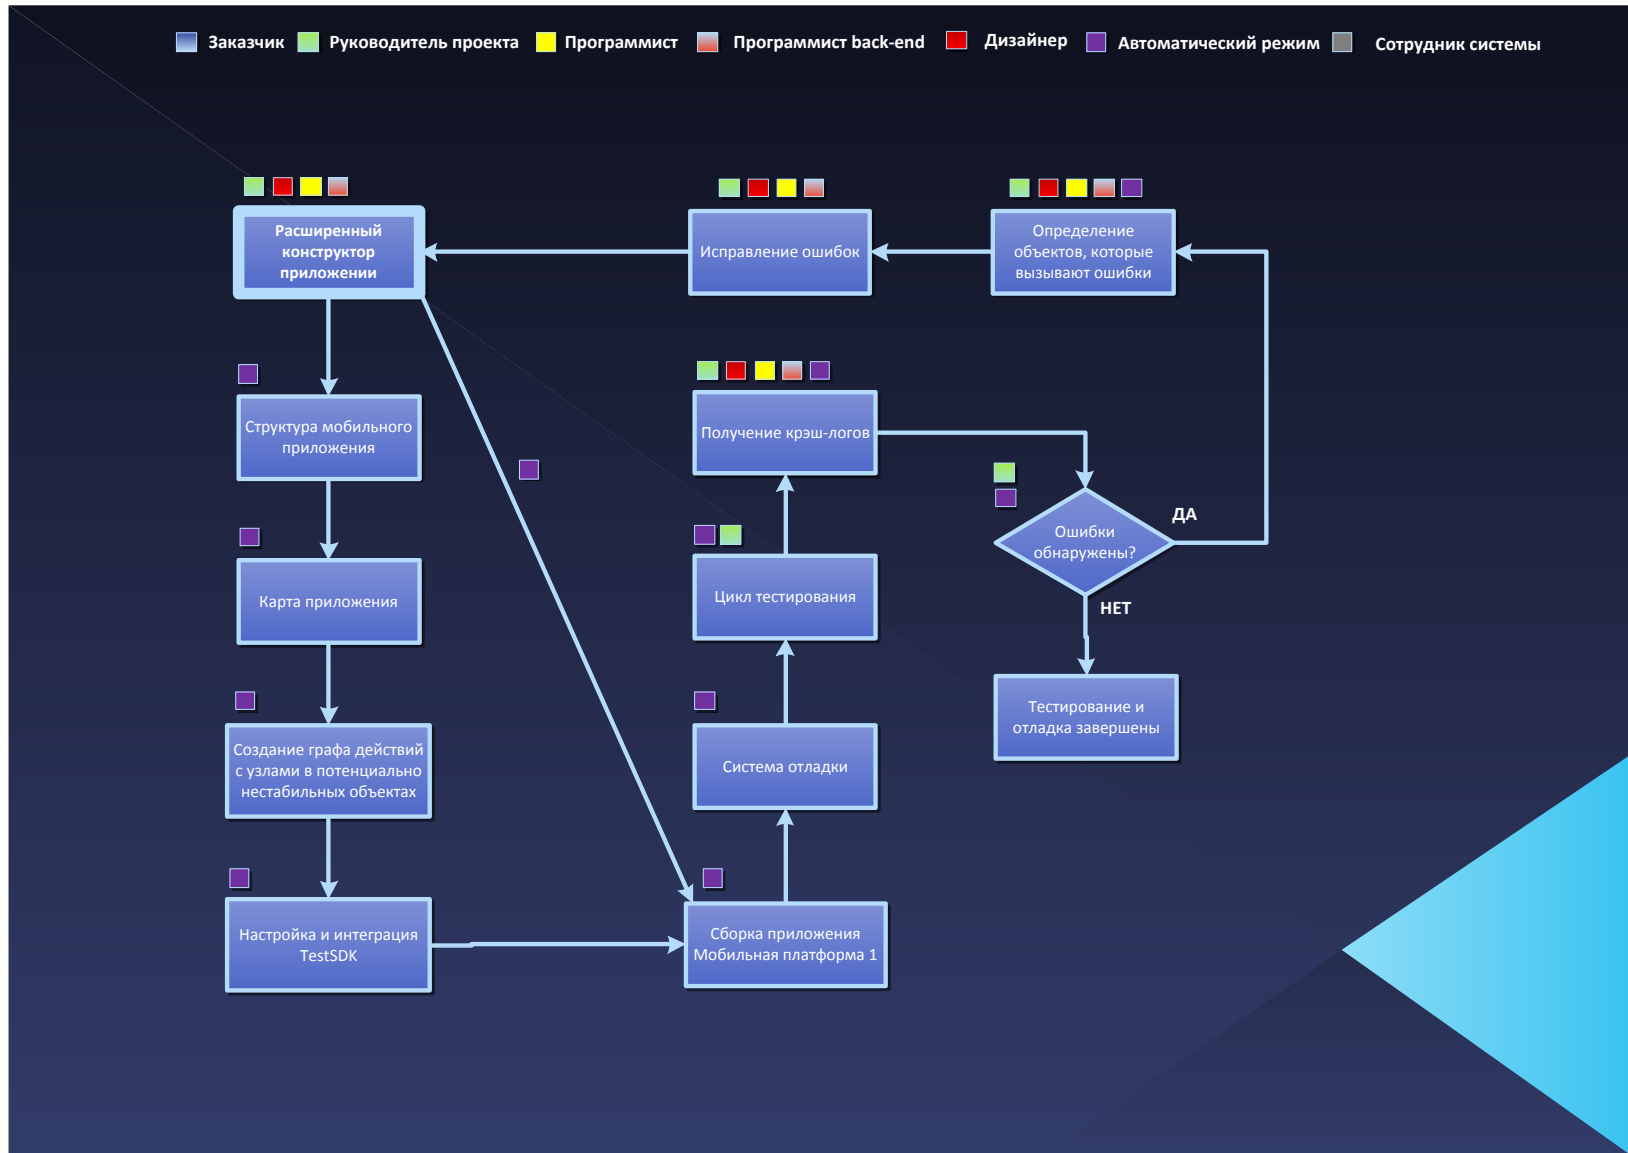 Заказчик
Руководитель проекта
Программист
Программист back-end
Дизайнер
Автоматический режим
Сотрудник системы
Расширенный
конструктор
приложении
Исправление ошибок
Определение
объектов, которые
вызывают ошибки
Структура мобильного
приложения
Получение крэш-логов
Ошибки
обнаружены?
ДА
НЕТ
Карта приложения
Цикл тестирования
Тестирование и
отладка завершены
Создание графа действий
с узлами в потенциально
нестабильных объектах
Система отладки
Настройка и интеграция
TestSDK
Сборка приложения
Мобильная платформа 1